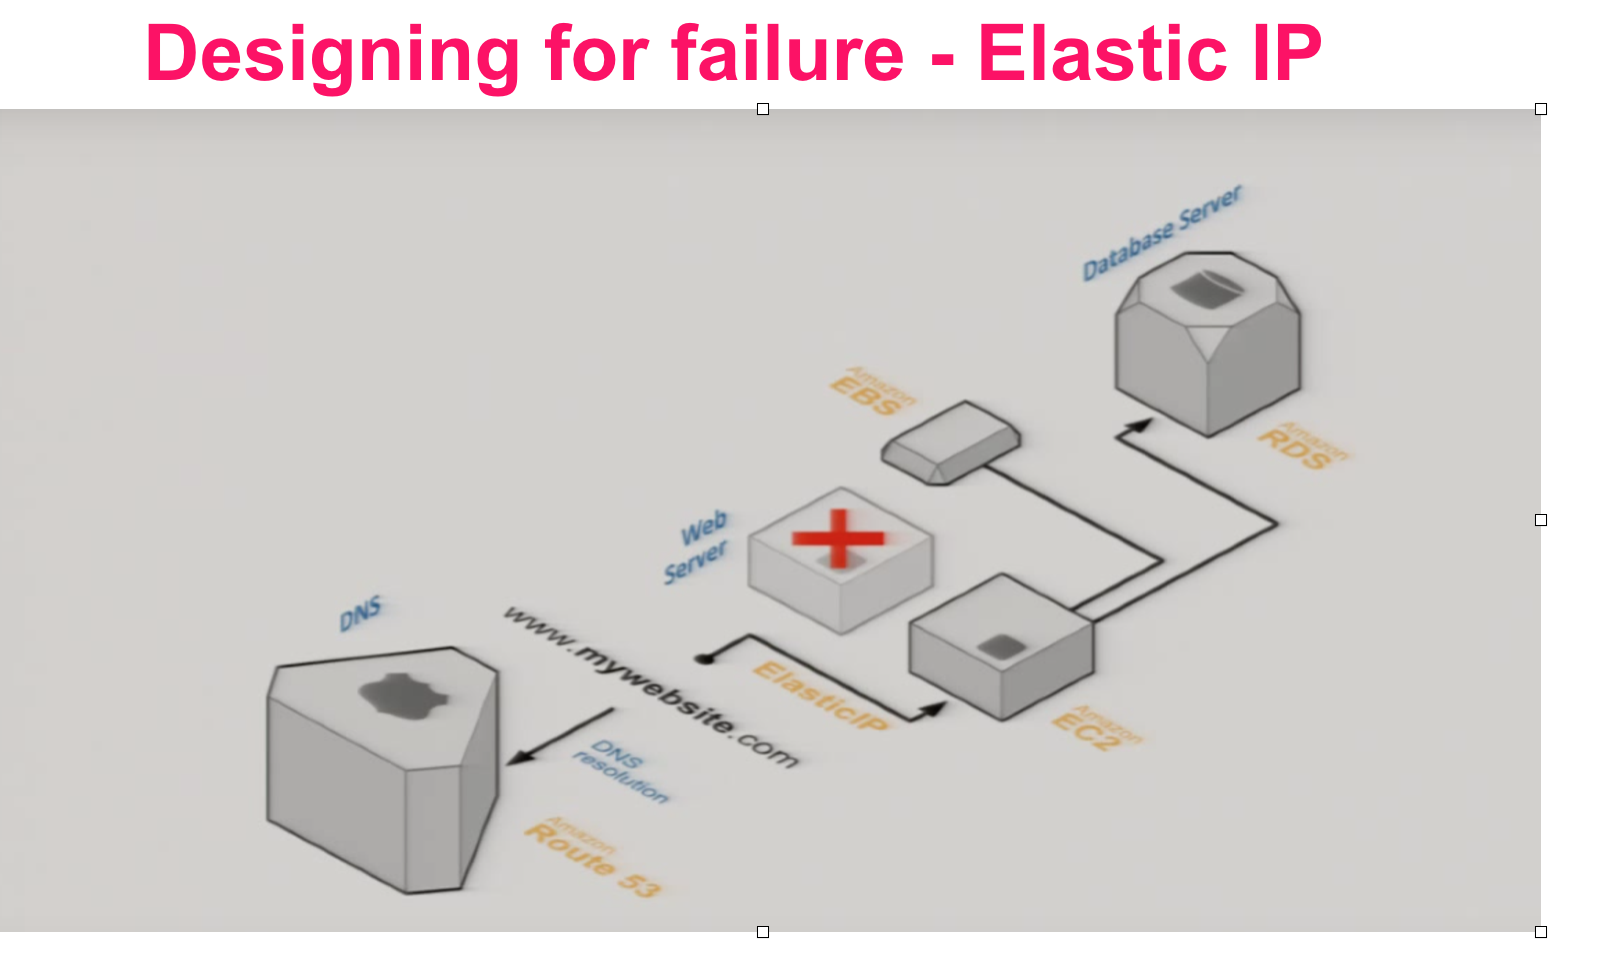 Designing for failure - Elastic IP
Database Server
Amazon
EBS
Amazon
RDS
Web
Server
DNS
www.mywebsite.com
ElasticIP
Amazon
EC2
DNS
resolution
Amazon
Route 53